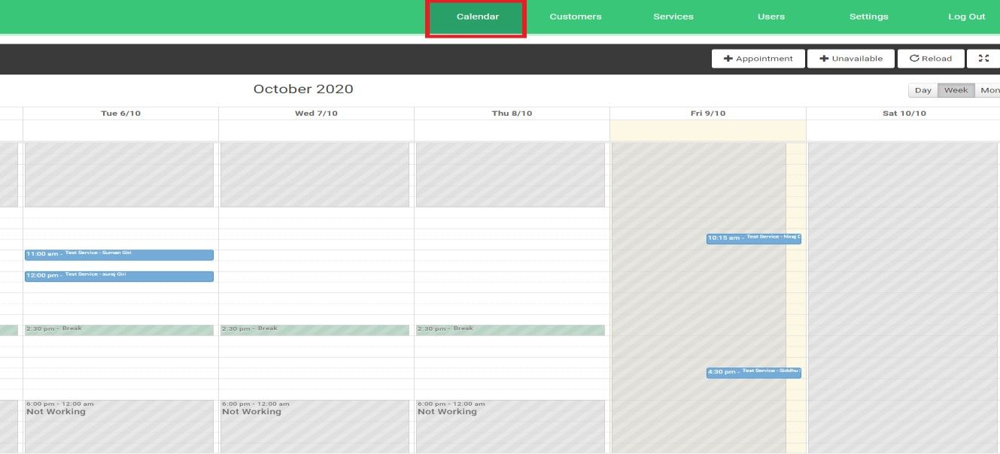 Calendar Customers Services Users Settings Log Out
Appointment Unavailable Reload
October 2020
Day Week Mon
Tue 6/10 Wed 7/10 Thu 8/10 Fri 9/10 Sat 10/10
10:15 am - Test Service - Niraj
11:00 am - Test Service - Suman Giri
12:00 pm - Test Service - suraj Giri
2:30 pm - Break 2:30 pm - Break 2:30 pm - Break
4:30 pm - Test Service - Siddhu
6:00 pm - 12:00 am 6:00 pm - 12:00 am 6:00 pm - 12:00 am
Not Working Not Working Not Working